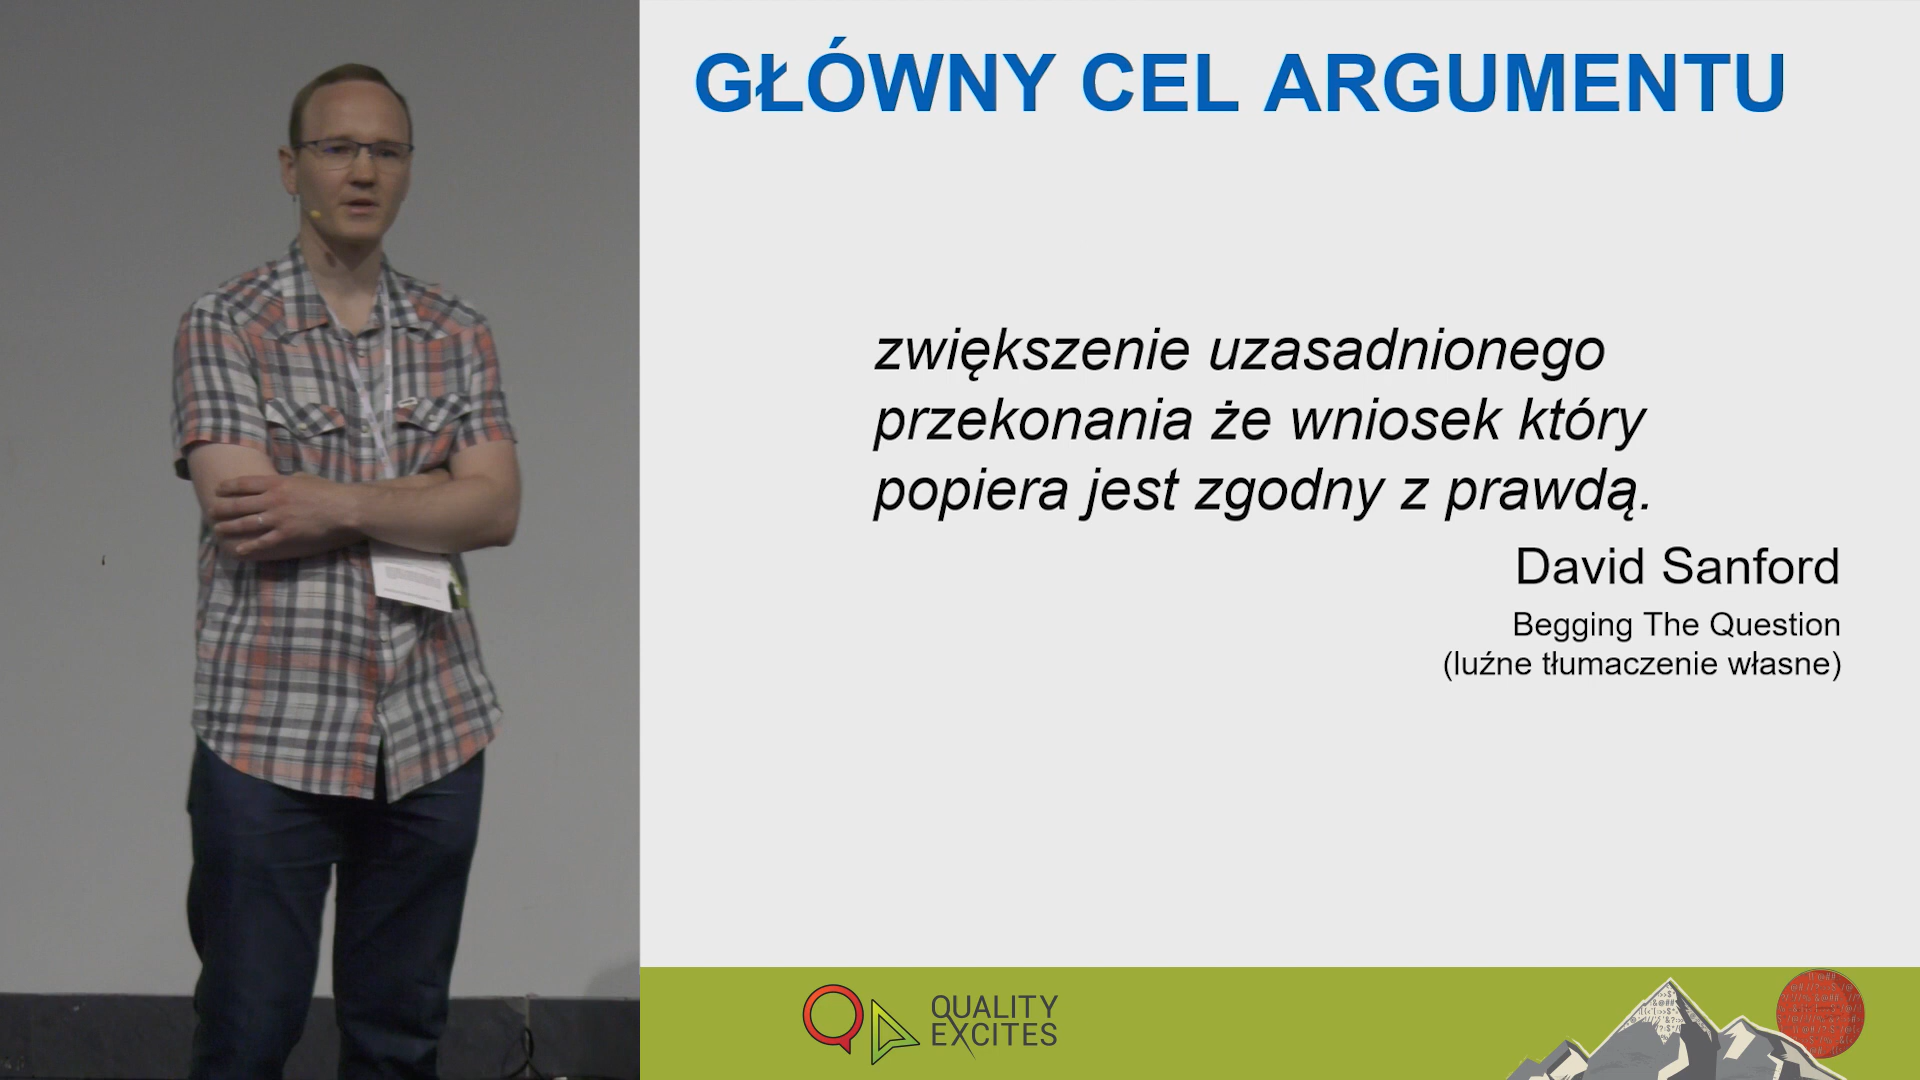 GŁÓWNY CEL ARGUMENTU
zwiększenie uzasadnionego
przekonania że wniosek który
popiera jest zgodny z prawdą.
David Sanford
Begging The Question
(luźne tłumaczenie własne)
QUALITY
EXCITES